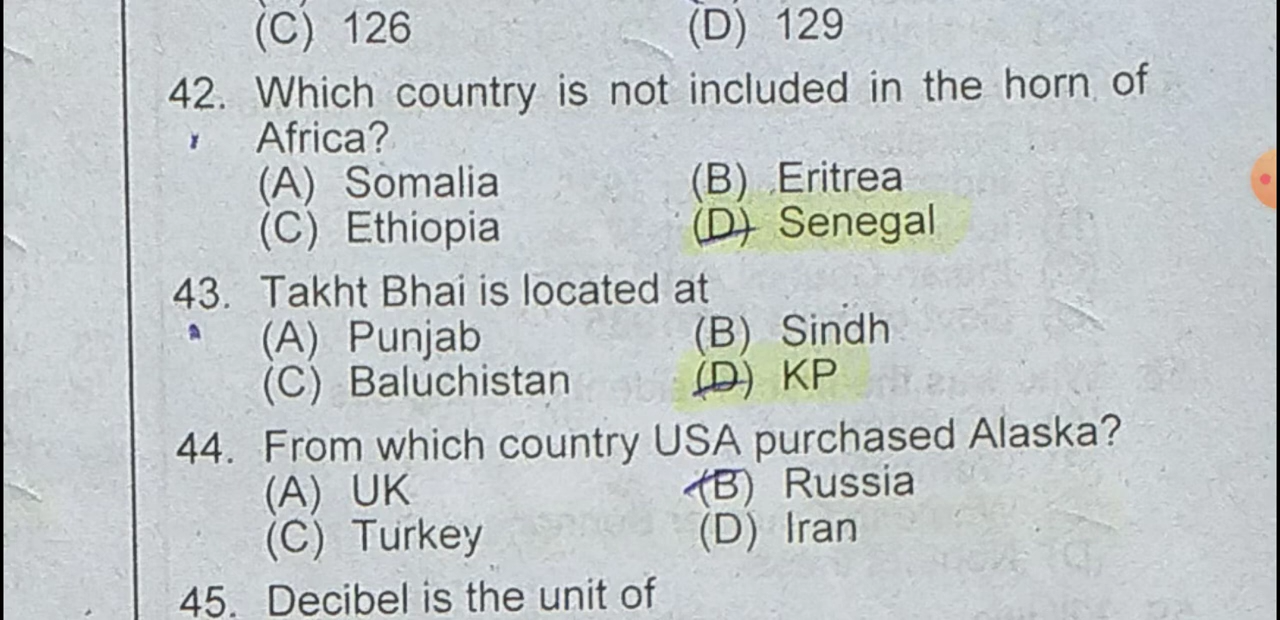 (C) 126 (D) 129
42. Which country is not included in the horn of
Africa?
(A) Somalia (B) Eritrea
(C) Ethiopia (D) Senegal
43. Takht Bhai is located at
(A) Punjab (B) Sindh
(C) Baluchistan (D) KP
44. From which country USA purchased Alaska?
(A) UK (B) Russia
(C) Turkey (D) Iran
45. Decibel is the unit of